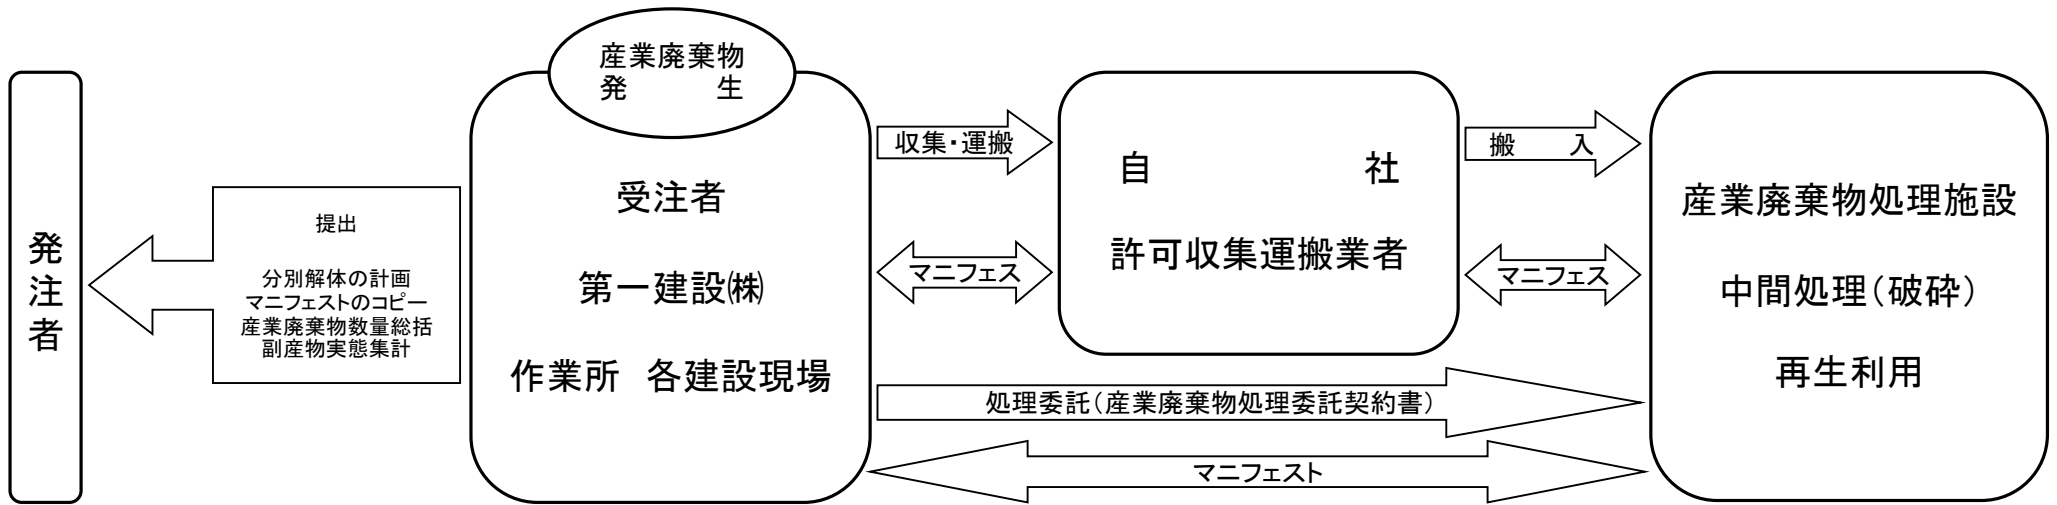 発注者
提出
分別解体の計画
マニフェストのコピー
産業廃棄物数量総括
副産物実態集計
産業廃棄物
発　　生
受注者
第一建設㈱
作業所　各建設現場
収集・運搬
マニフェス
自　　　　　社
許可収集運搬業者
搬　入
マニフェス
処理委託（産業廃棄物処理委託契約書）
マニフェスト
産業廃棄物処理施設
中間処理（破砕）
再生利用